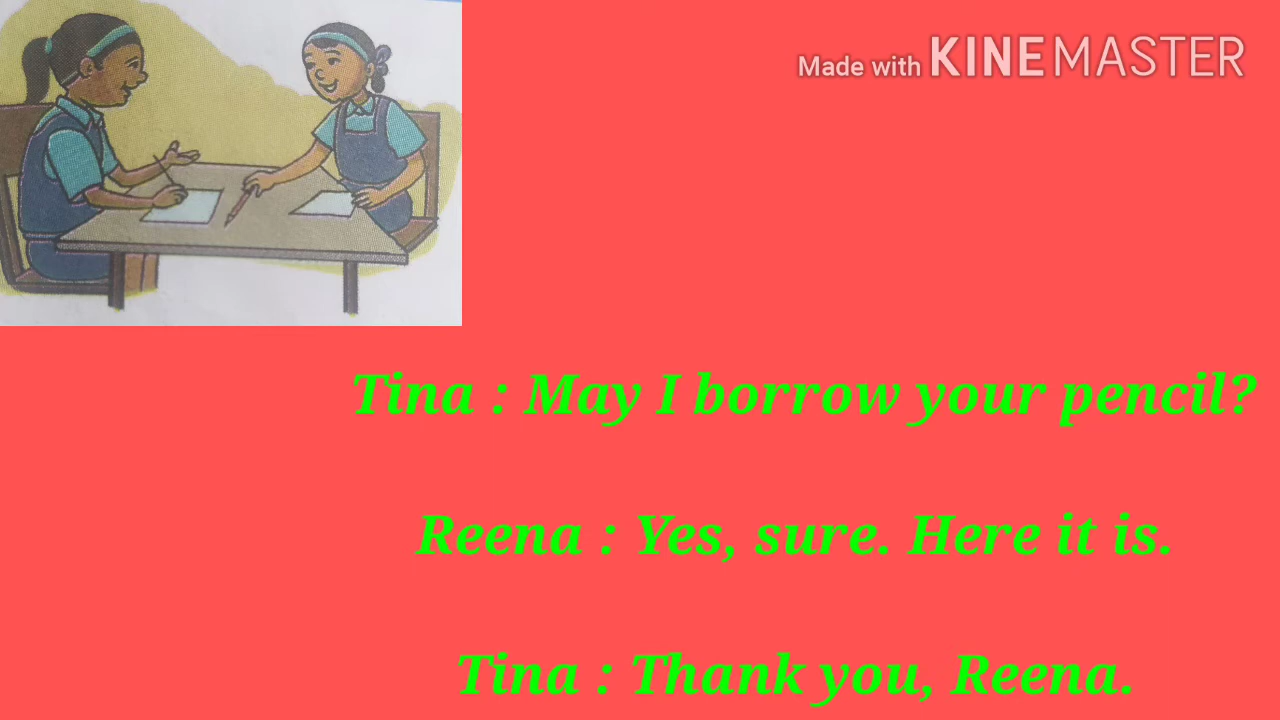 Made with KINEMASTER
Tina : May I borrow your pencil?
Reena : Yes, sure. Here it is.
Tina : Thank you, Reena.